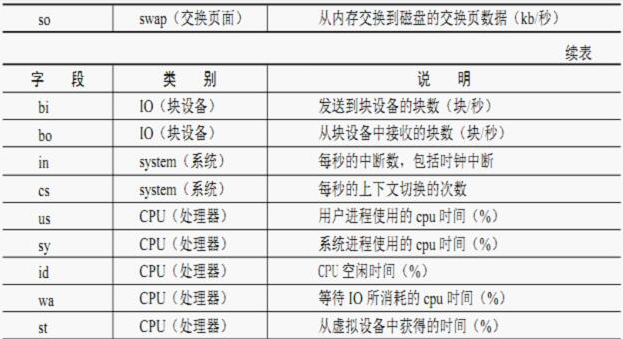 so swap（交换页面） 从内存交换到磁盘的交换页数据（kb/秒）
续表
字 段 类 别 说 明
bi IO（块设备） 发送到块设备的块数（块/秒）
bo IO（块设备） 从块设备中接收的块数（块/秒）
in system（系统） 每秒的中断数，包括时钟中断
cs system（系统） 每秒的上下文切换的次数
us CPU（处理器） 用户进程使用的 cpu 时间（%）
sy CPU（处理器） 系统进程使用的 cpu 时间（%）
id CPU（处理器） CPU 空闲时间（%）
wa CPU（处理器） 等待 IO 所消耗的 cpu 时间（%）
st CPU（处理器） 从虚拟设备中获得的时间（%）